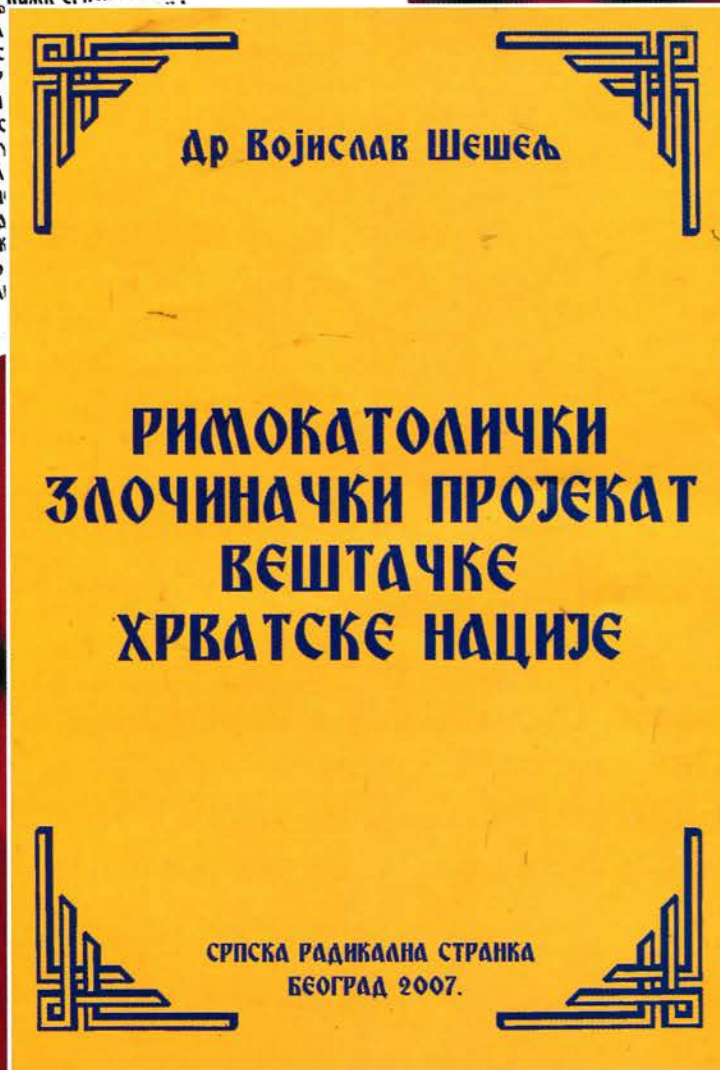 Др Војислав Шешељ
РИМОКАТОЛИЧКИ
ЗЛОЧИНАЧКИ ПРОЈЕКАТ
ВЕШТАЧКЕ
ХРВАТСКЕ НАЦИЈЕ
СРПСКА РАДИКАЛНА СТРАНКА
БЕОГРАД 2007.